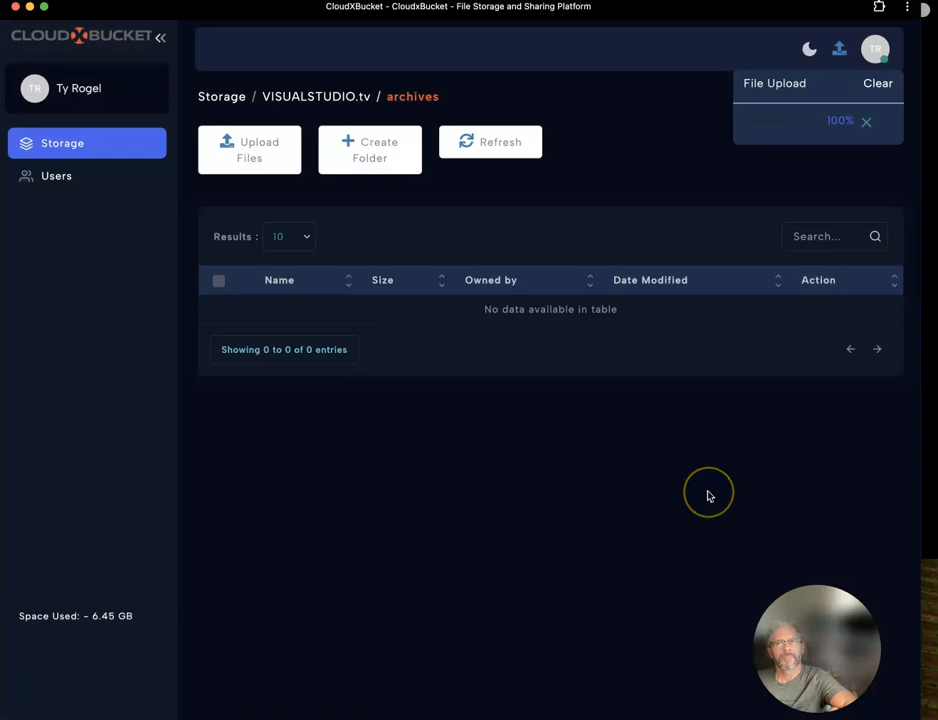 CloudXBucket - CloudxBucket - File Storage and Sharing Platform
CLOUDXBUCKET
TR
TR Ty Rogel
File Upload Clear
Storage / VISUALSTUDIO.tv / archives
100%
Upload Files
Create Folder
Refresh
Storage
Users
Results : 10
Search...
Name Size Owned by Date Modified Action
No data available in table
Showing 0 to 0 of 0 entries
Space Used: - 6.45 GB